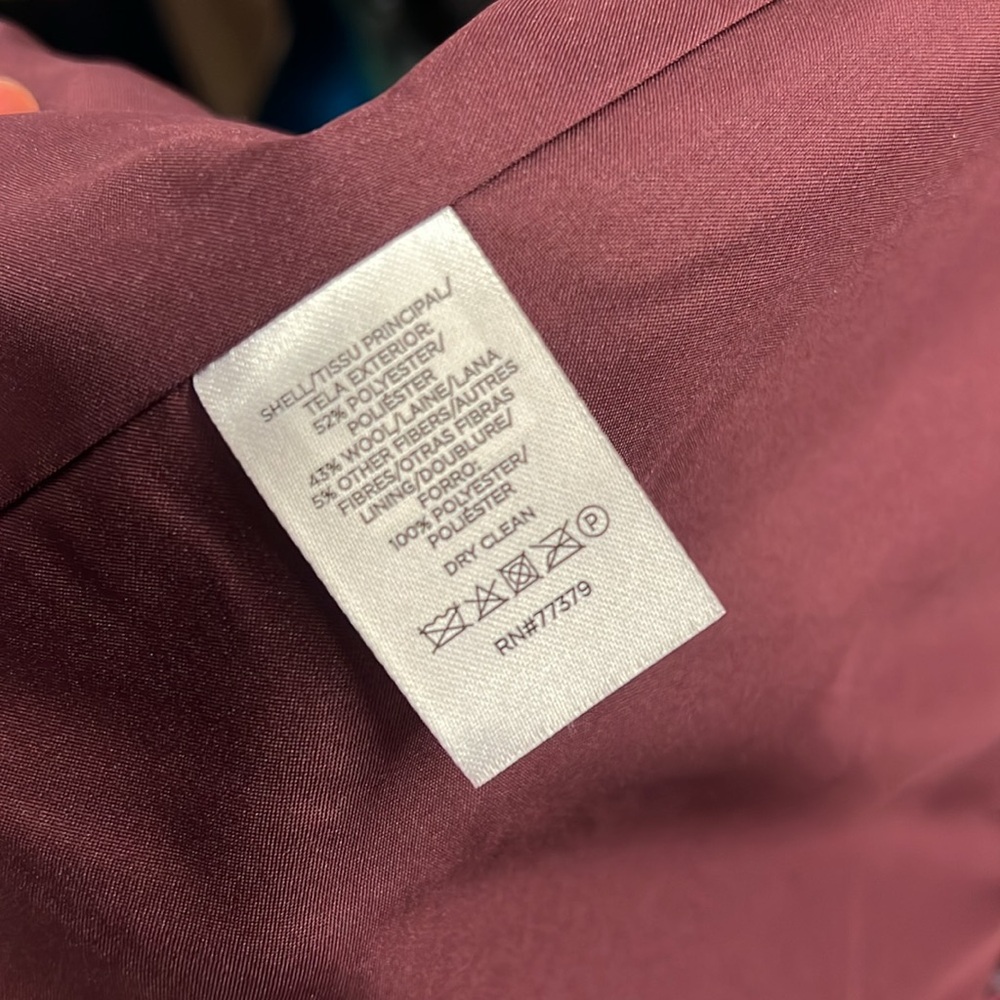 SHELL/TISSU PRINCIPAL/
TELA EXTERIOR:
52% POLYESTER/
POLIÉSTER
43% WOOL/LAINE/LANA
5% OTHER FIBERS/AUTRES
FIBRES/OTRAS FIBRAS
LINING/DOUBLURE/
FORRO:
100% POLYESTER/
POLIÉSTER
DRY CLEAN
P
RN#77379